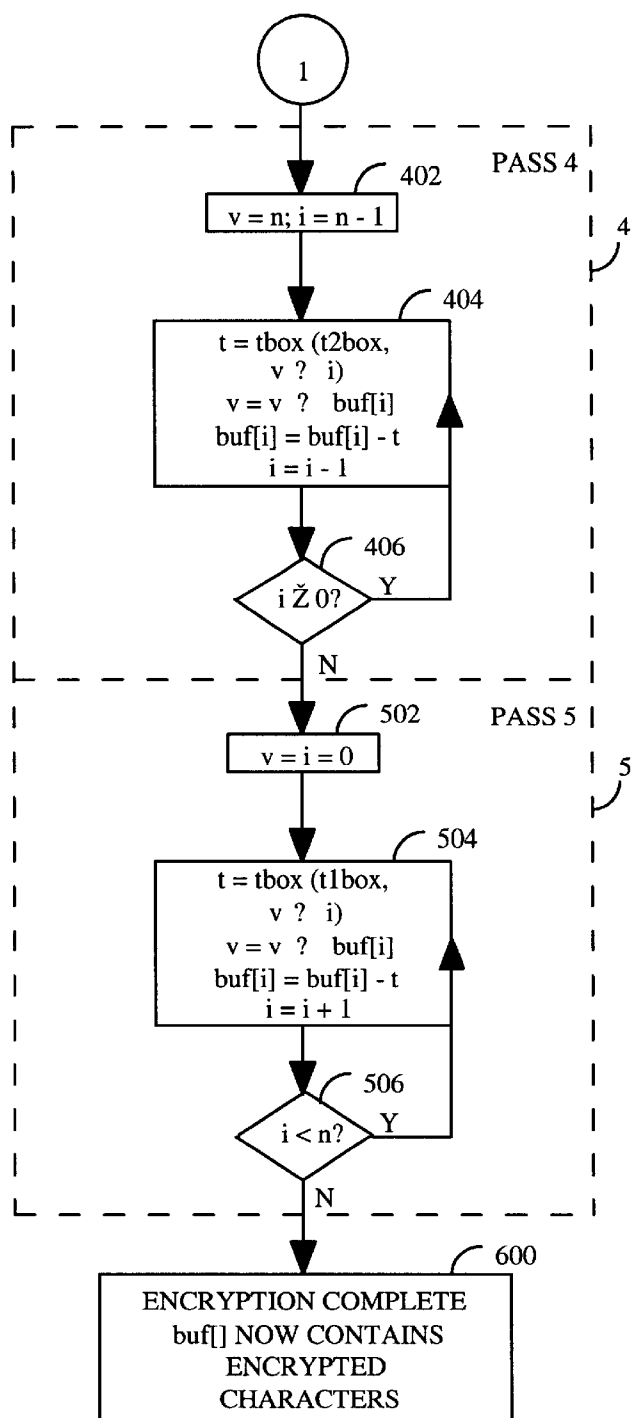 1
PASS 4
402
v = n; i = n - 1
4
404
t = tbox (t2box,
v ? i)
v = v ? buf[i]
buf[i] = buf[i] - t
i = i - 1
406
i Ž 0?
Y
N
PASS 5
502
v = i = 0
5
504
t = tbox (t1box,
v ? i)
v = v ? buf[i]
buf[i] = buf[i] - t
i = i + 1
506
i < n?
Y
N
600
ENCRYPTION COMPLETE
buf[] NOW CONTAINS
ENCRYPTED
CHARACTERS